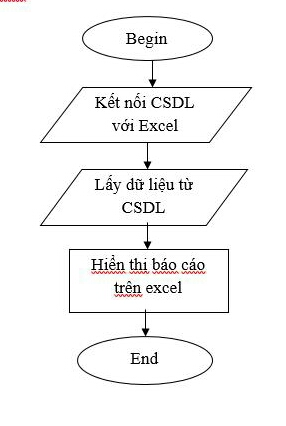 Begin
Kết nối CSDL
với Excel
Lấy dữ liệu từ
CSDL
Hiển thị báo cáo
trên excel
End